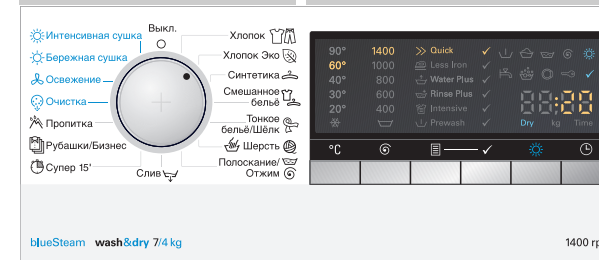 Выкл.
Интенсивная сушка
Бережная сушка
Освежение
Очистка
Пропитка
Рубашки/Бизнес
Супер 15'
Слив
Хлопок
Хлопок Эко
Синтетика
Смешанное
бельё
Тонкое
бельё/Шёлк
Шерсть
Полоскание/
Отжим
90° 1400 Quick
60° 1000 Less Iron
40° 800 Water Plus
30° 600 Rinse Plus
20° 400 Intensive
Prewash
88:20
Dry kg Time
°C
blueSteam wash&dry 7/4 kg
1400 rp